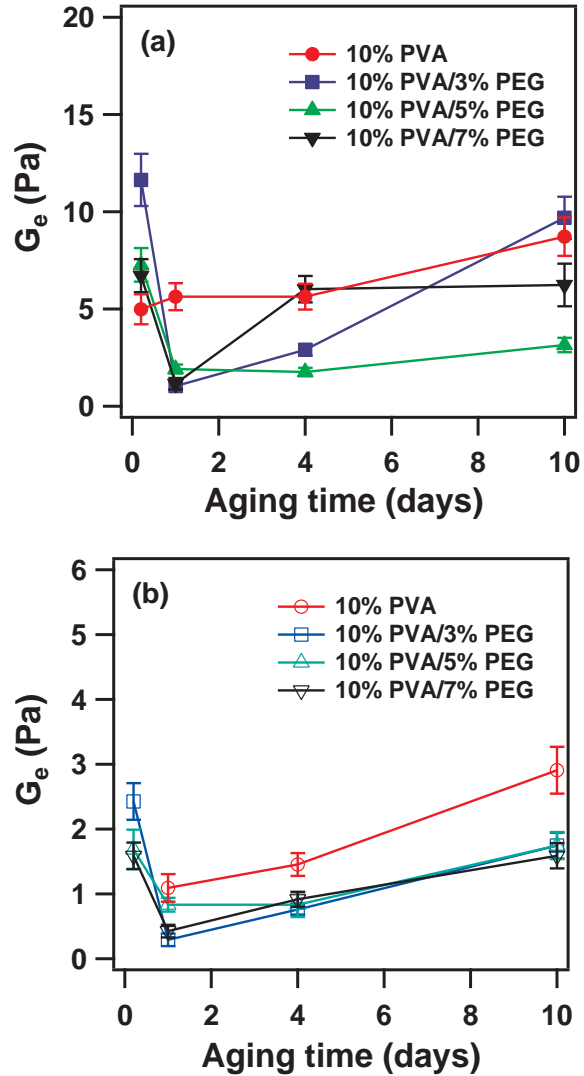 20
(a)
10% PVA
10% PVA/3% PEG
10% PVA/5% PEG
10% PVA/7% PEG
15
10
5
0
Gₑ (Pa)
0 2 4 6 8 10
Aging time (days)
6
(b)
10% PVA
10% PVA/3% PEG
10% PVA/5% PEG
10% PVA/7% PEG
5
4
3
2
1
0
Gₑ (Pa)
0 2 4 6 8 10
Aging time (days)